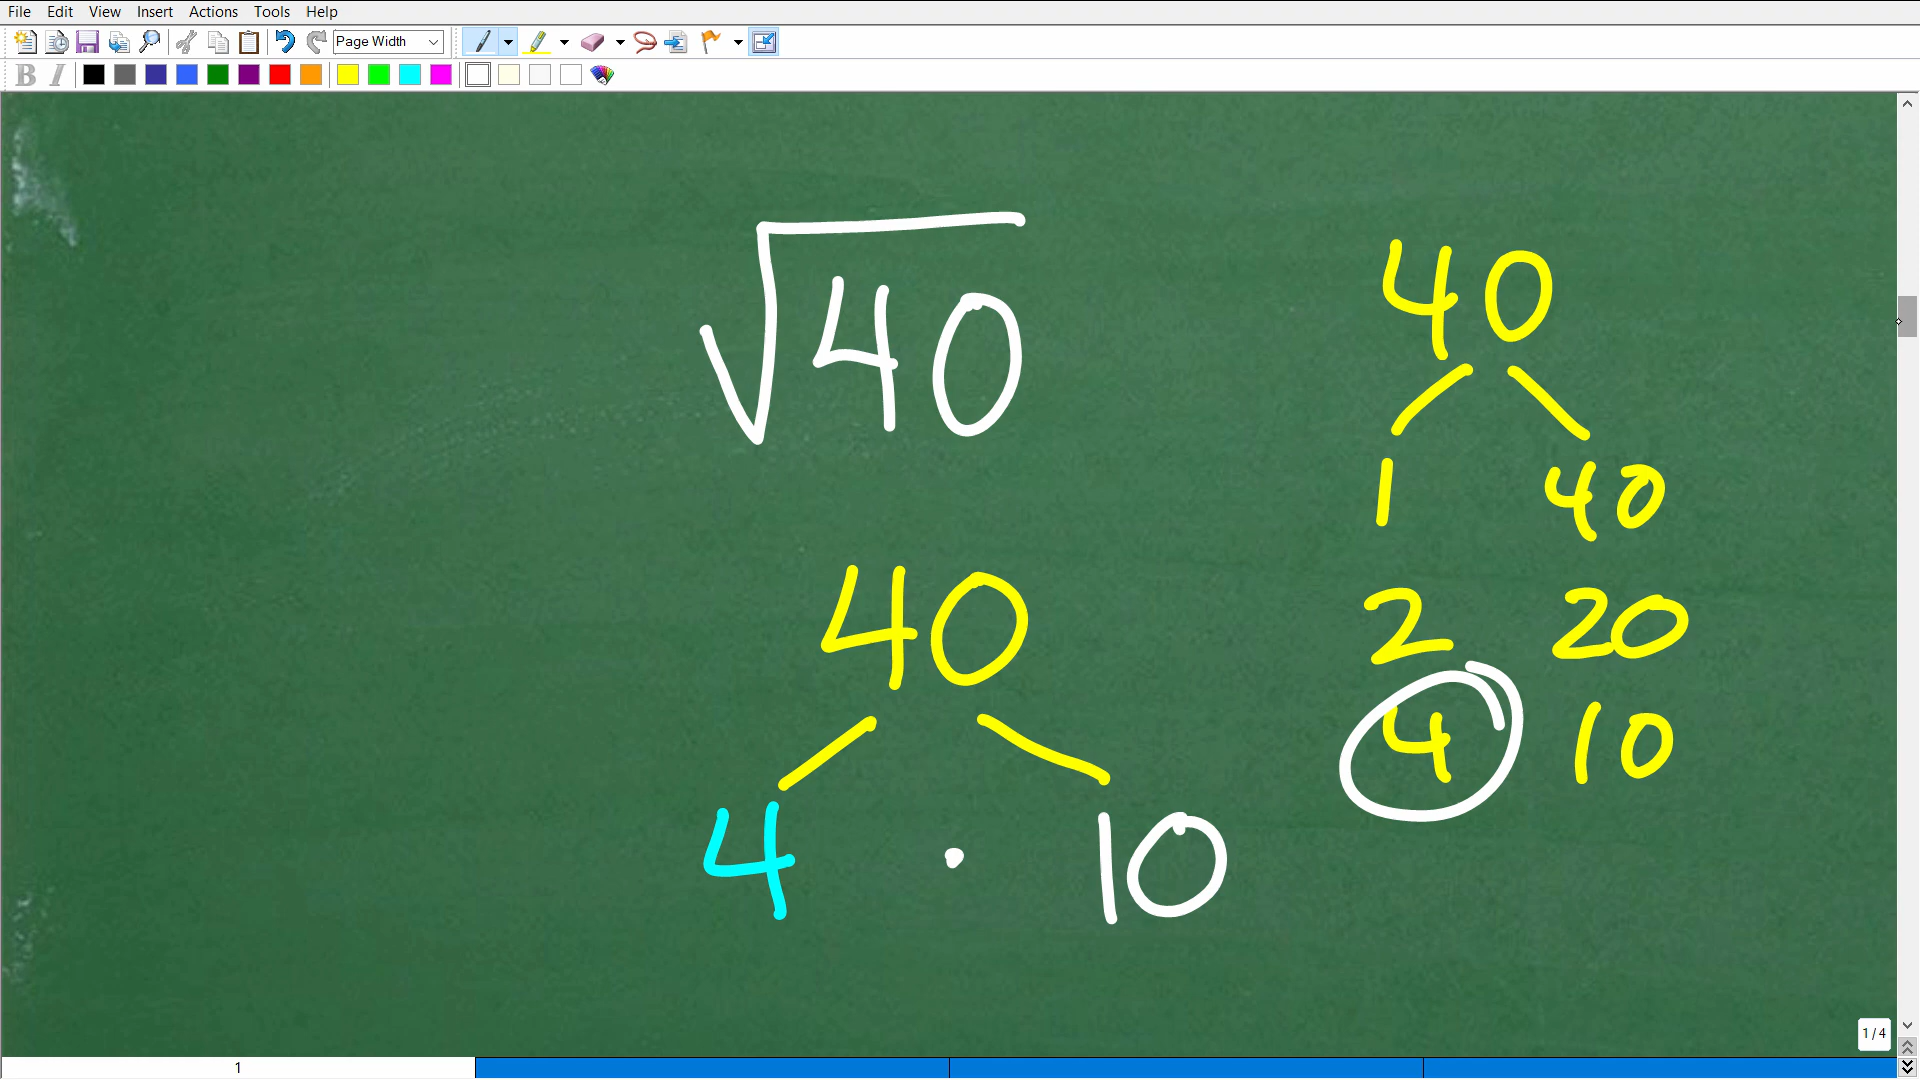 File Edit View Insert Actions Tools Help
Page Width
B I
√40
40
4 · 10
40
1 40
2 20
4 10
1 / 4
1